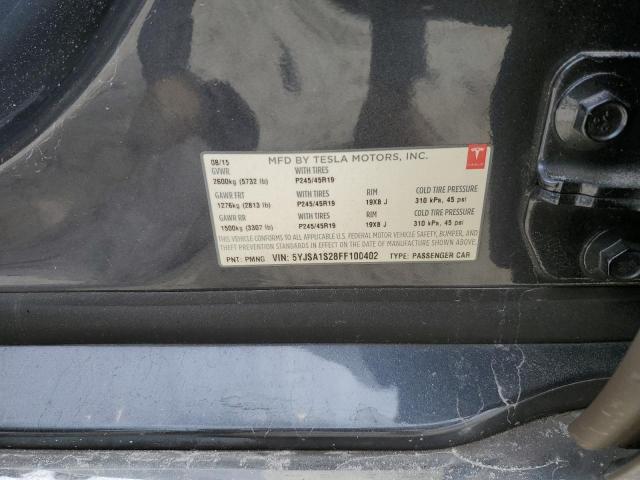 08/15 MFD BY TESLA MOTORS, INC.
GVWR WITH TIRES
2600kg (5732 lb) P245/45R19
GAWR FRT WITH TIRES RIM COLD TIRE PRESSURE
1276kg (2813 lb) P245/45R19 19X8 J 310 kPa, 45 psi
GAWR RR WITH TIRES RIM COLD TIRE PRESSURE
1500kg (3307 lb) P245/45R19 19X8 J 310 kPa, 45 psi
THIS VEHICLE CONFORMS TO ALL APPLICABLE U.S. FEDERAL MOTOR VEHICLE SAFETY, BUMPER, AND
THEFT PREVENTION STANDARDS IN EFFECT ON THE DATE OF MANUFACTURE SHOWN ABOVE.
PNT: PMNG VIN: 5YJSA1S28FF100402 TYPE: PASSENGER CAR